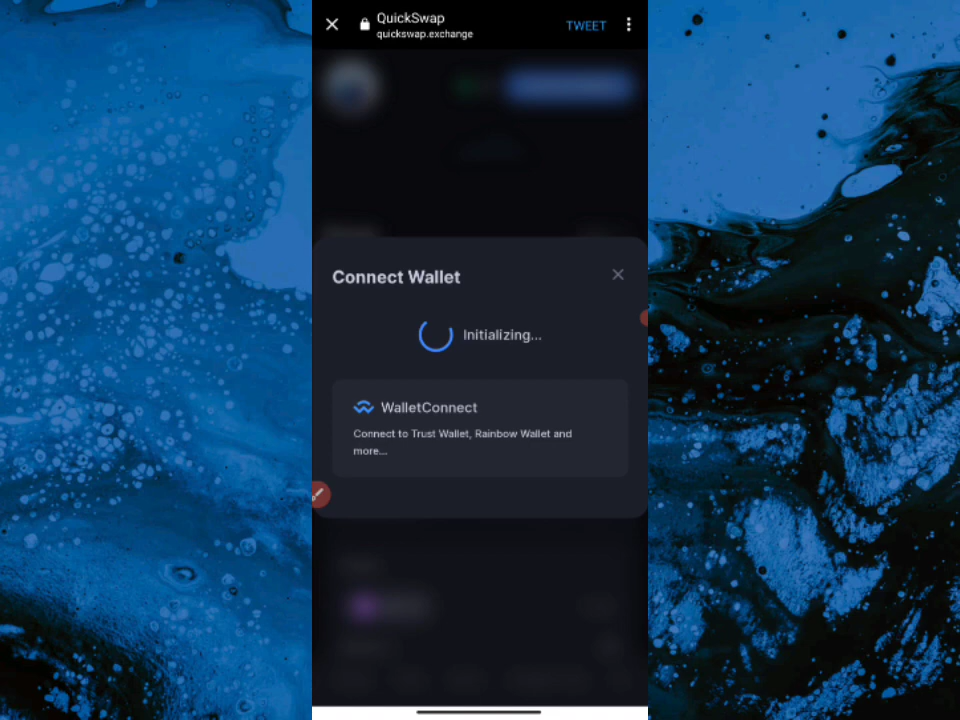 QuickSwap
quickswap.exchange
TWEET
Connect Wallet
Initializing...
WalletConnect
Connect to Trust Wallet, Rainbow Wallet and
more...